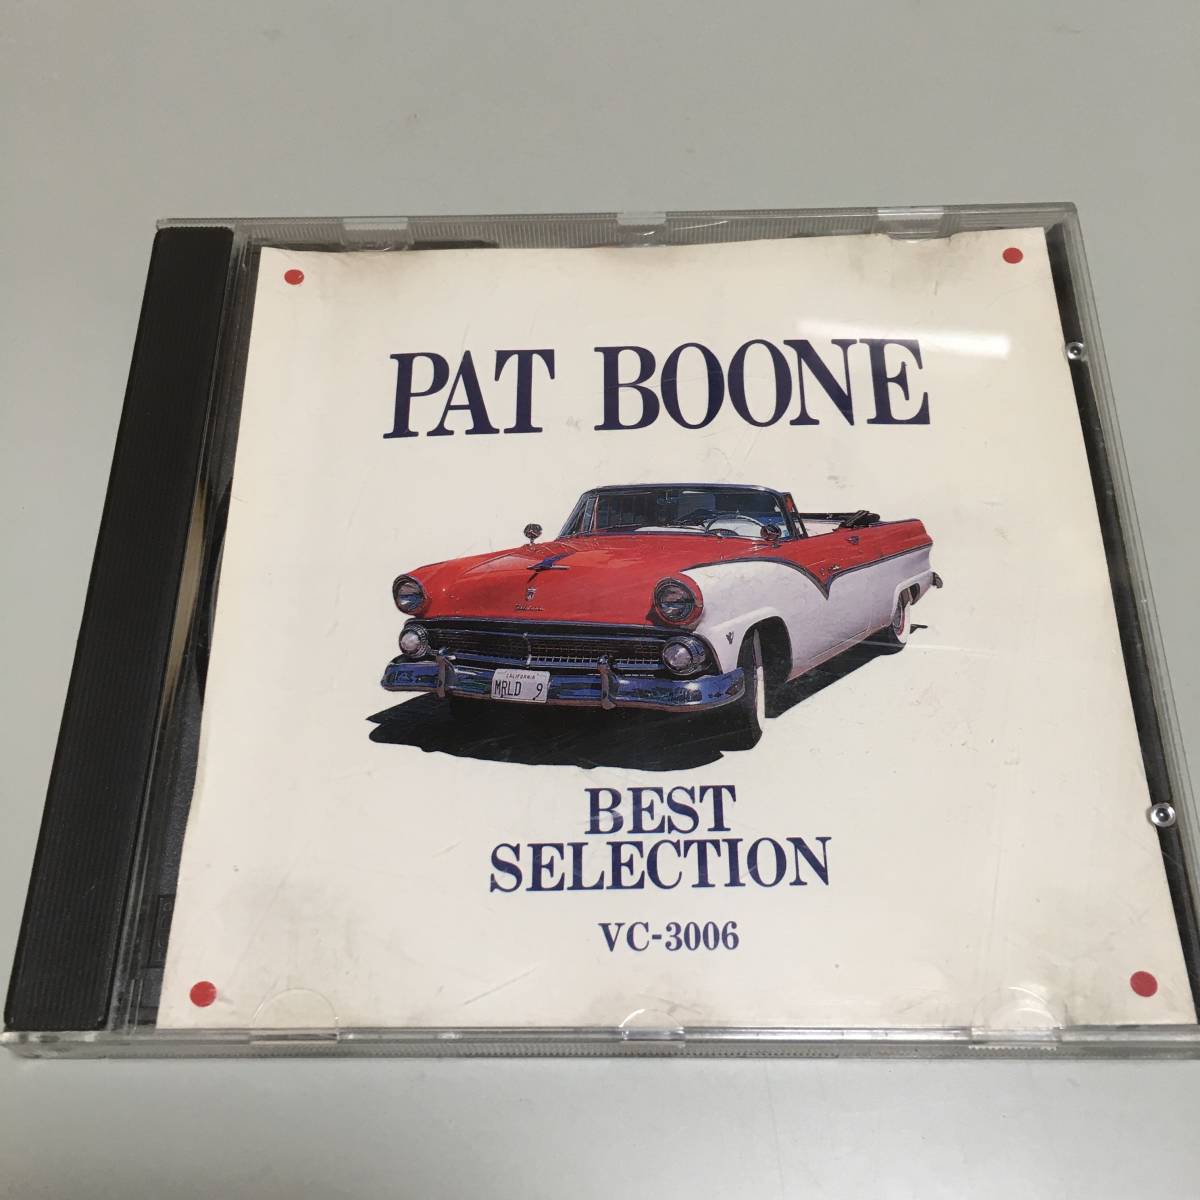 PAT BOONE
CALIFORNIA
MRLD 9
BEST
SELECTION
VC-3006